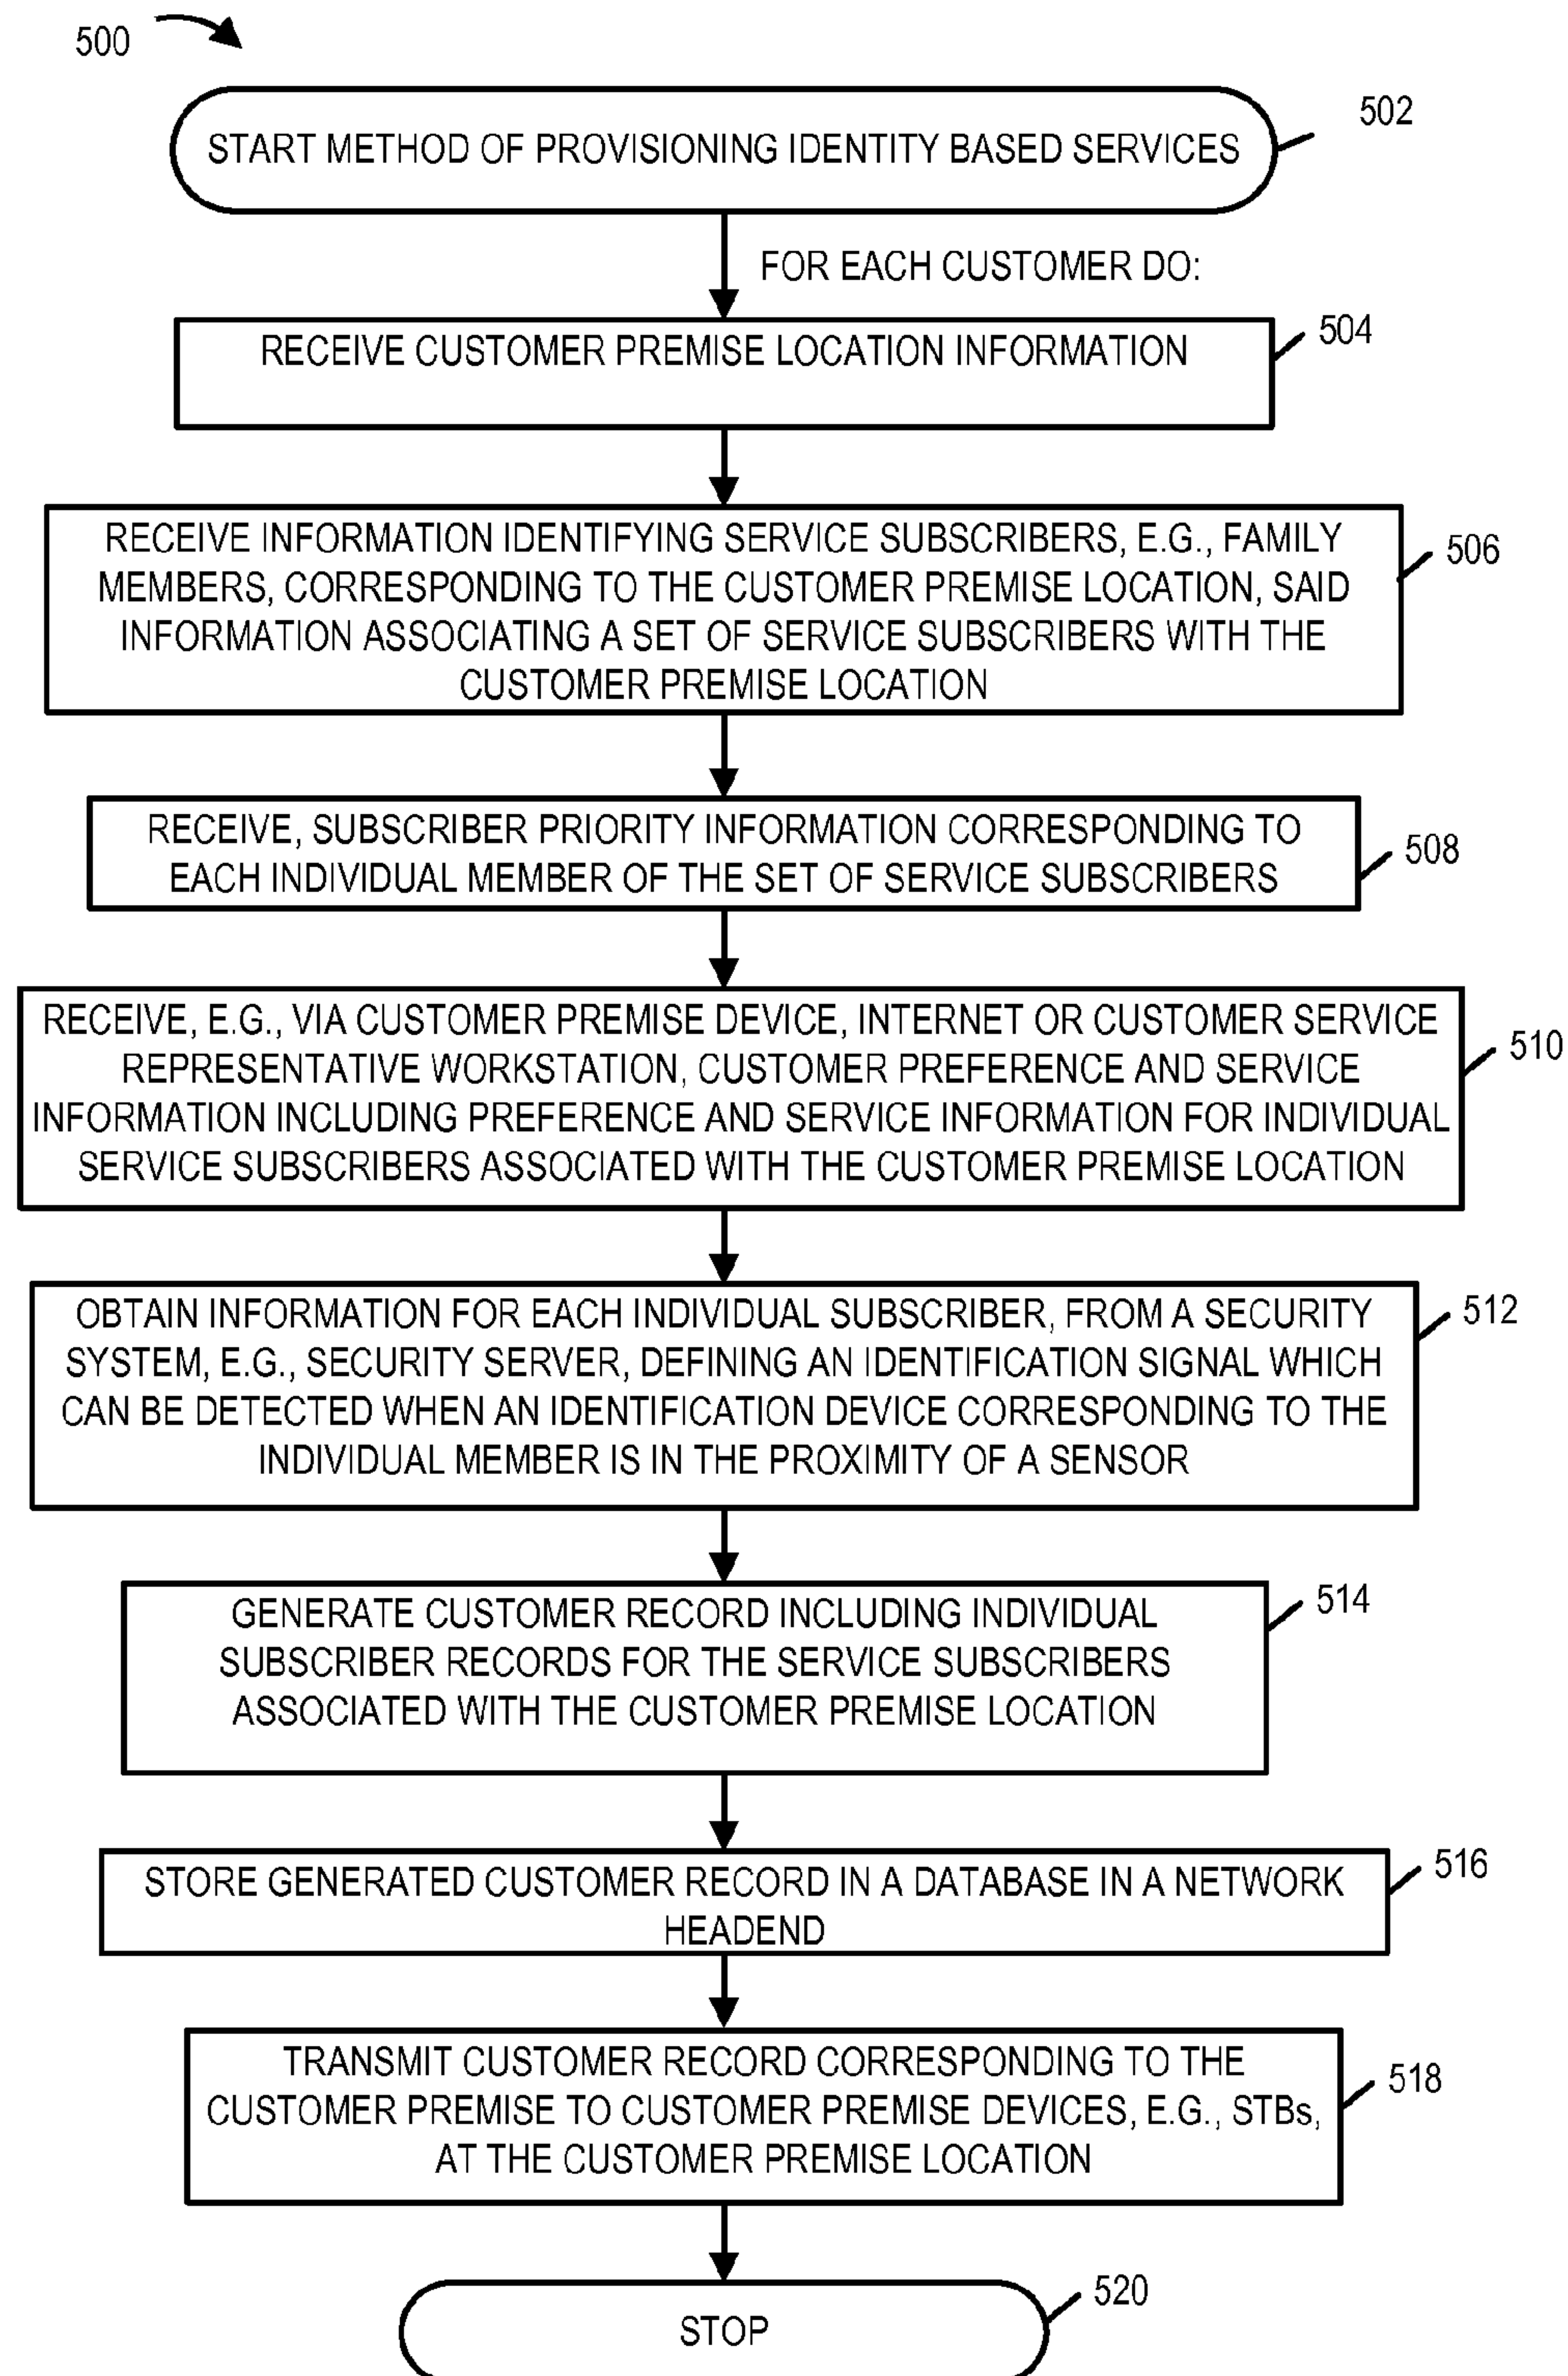 500
START METHOD OF PROVISIONING IDENTITY BASED SERVICES
502
FOR EACH CUSTOMER DO:
RECEIVE CUSTOMER PREMISE LOCATION INFORMATION
504
RECEIVE INFORMATION IDENTIFYING SERVICE SUBSCRIBERS, E.G., FAMILY
MEMBERS, CORRESPONDING TO THE CUSTOMER PREMISE LOCATION, SAID
INFORMATION ASSOCIATING A SET OF SERVICE SUBSCRIBERS WITH THE
CUSTOMER PREMISE LOCATION
506
RECEIVE, SUBSCRIBER PRIORITY INFORMATION CORRESPONDING TO
EACH INDIVIDUAL MEMBER OF THE SET OF SERVICE SUBSCRIBERS
508
RECEIVE, E.G., VIA CUSTOMER PREMISE DEVICE, INTERNET OR CUSTOMER SERVICE
REPRESENTATIVE WORKSTATION, CUSTOMER PREFERENCE AND SERVICE
INFORMATION INCLUDING PREFERENCE AND SERVICE INFORMATION FOR INDIVIDUAL
SERVICE SUBSCRIBERS ASSOCIATED WITH THE CUSTOMER PREMISE LOCATION
510
OBTAIN INFORMATION FOR EACH INDIVIDUAL SUBSCRIBER, FROM A SECURITY
SYSTEM, E.G., SECURITY SERVER, DEFINING AN IDENTIFICATION SIGNAL WHICH
CAN BE DETECTED WHEN AN IDENTIFICATION DEVICE CORRESPONDING TO THE
INDIVIDUAL MEMBER IS IN THE PROXIMITY OF A SENSOR
512
GENERATE CUSTOMER RECORD INCLUDING INDIVIDUAL
SUBSCRIBER RECORDS FOR THE SERVICE SUBSCRIBERS
ASSOCIATED WITH THE CUSTOMER PREMISE LOCATION
514
STORE GENERATED CUSTOMER RECORD IN A DATABASE IN A NETWORK
HEADEND
516
TRANSMIT CUSTOMER RECORD CORRESPONDING TO THE
CUSTOMER PREMISE TO CUSTOMER PREMISE DEVICES, E.G., STBs,
AT THE CUSTOMER PREMISE LOCATION
518
STOP
520